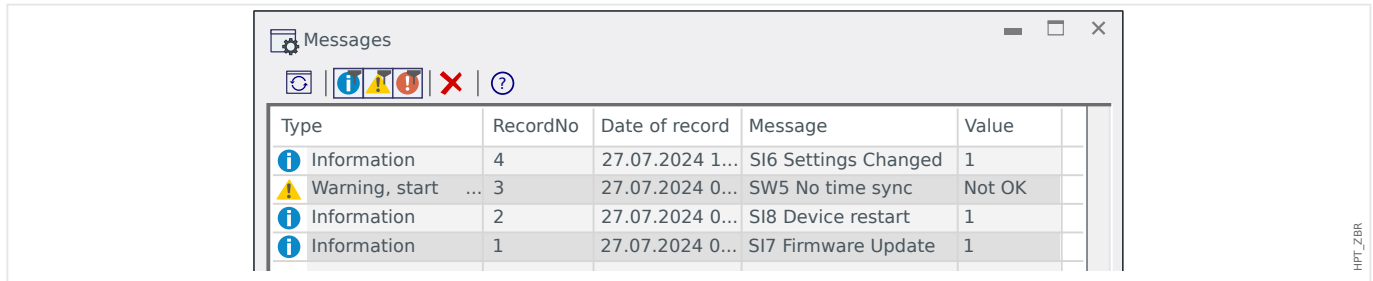 Messages
Type RecordNo Date of record Message Value
Information 4 27.07.2024 1... SI6 Settings Changed 1
Warning, start ... 3 27.07.2024 0... SW5 No time sync Not OK
Information 2 27.07.2024 0... SI8 Device restart 1
Information 1 27.07.2024 0... SI7 Firmware Update 1
HPT_ZBR